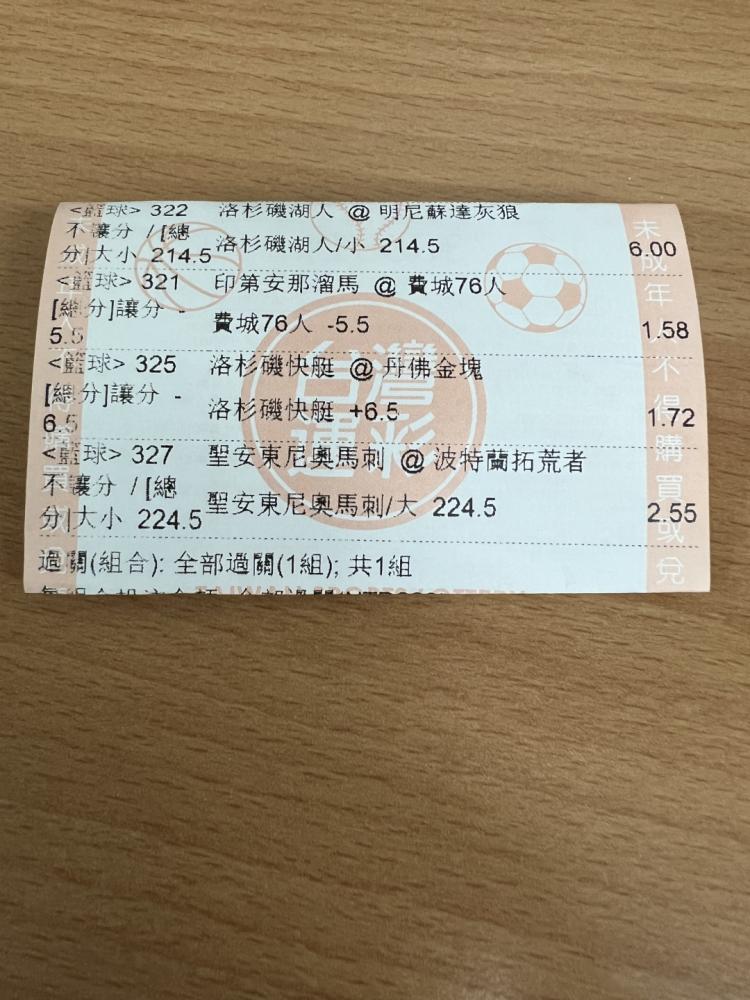 <籃球> 322 洛杉磯湖人 @ 明尼蘇達灰狼
不讓分 / [總
分]大小 214.5 洛杉磯湖人/小 214.5 6.00
<籃球> 321 印第安那溜馬 @ 費城76人
[總分]讓分 -
5.5 費城76人 -5.5 1.58
<籃球> 325 洛杉磯快艇 @ 丹佛金塊
[總分]讓分 -
6.5 洛杉磯快艇 +6.5 1.72
<籃球> 327 聖安東尼奧馬刺 @ 波特蘭拓荒者
不讓分 / [總
分]大小 224.5 聖安東尼奧馬刺/大 224.5 2.55
過關(組合): 全部過關(1組); 共1組
台灣
運彩
未成年人不得購買或兌